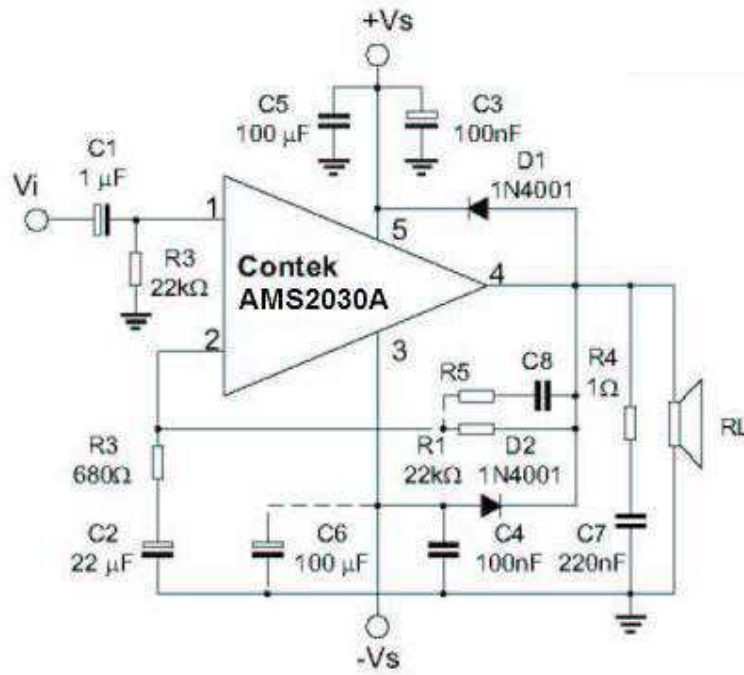 +Vs
C5
100 µF
C3
100nF
C1
1 µF
Vi
D1
1N4001
1
5
R3
22kΩ
Contek
AMS2030A
4
2
3
R5
C8
R4
1Ω
RL
R3
680Ω
R1
22kΩ
D2
1N4001
C2
22 µF
C6
100 µF
C4
100nF
C7
220nF
-Vs